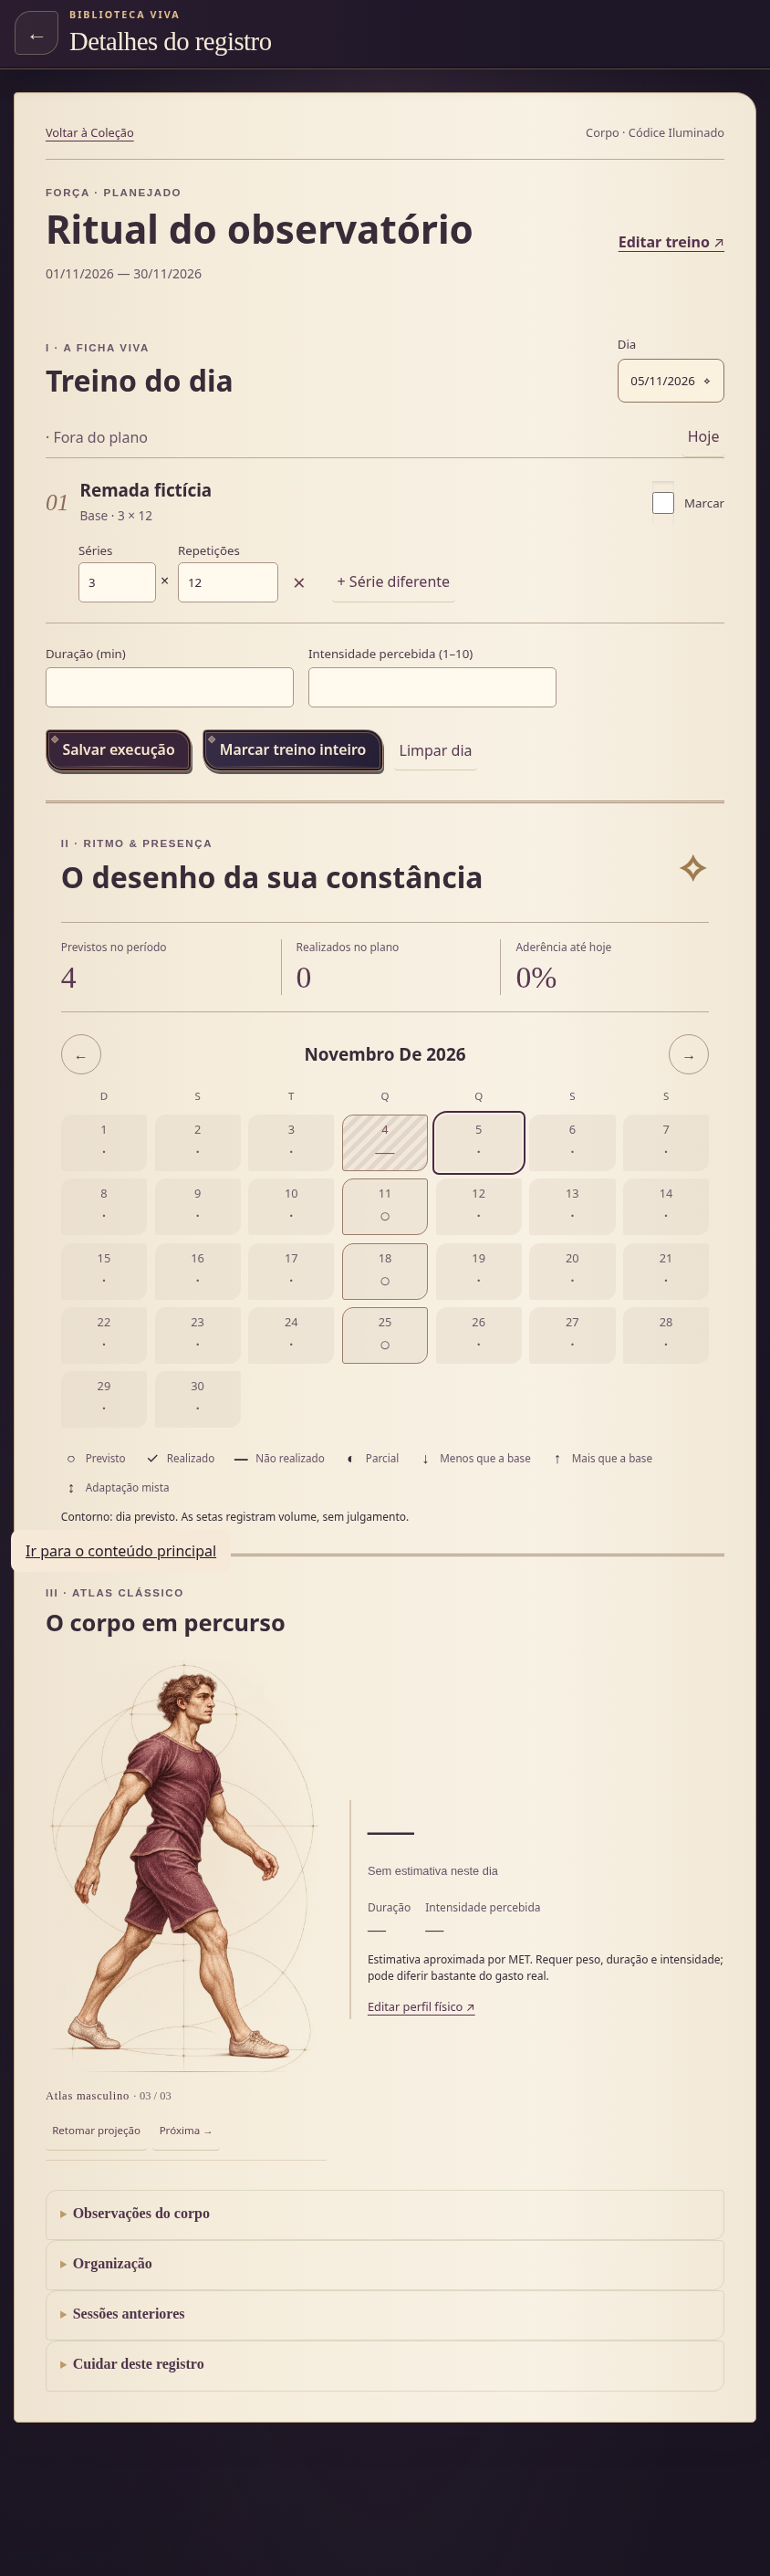 ←
BIBLIOTECA VIVA
Detalhes do registro
Voltar à Coleção
Corpo · Códice Iluminado
FORÇA · PLANEJADO
Ritual do observatório
Editar treino ↗
01/11/2026 — 30/11/2026
I · A FICHA VIVA
Treino do dia
Dia
05/11/2026
· Fora do plano
Hoje
01
Remada fictícia
Base · 3 × 12
Marcar
Séries
Repetições
3 × 12 × + Série diferente
Duração (min)
Intensidade percebida (1–10)
Salvar execução
Marcar treino inteiro
Limpar dia
II · RITMO & PRESENÇA
O desenho da sua constância
Previstos no período
4
Realizados no plano
0
Aderência até hoje
0%
←
Novembro De 2026
→
D S T Q Q S S
1 2 3 4 5 6 7
8 9 10 11 12 13 14
15 16 17 18 19 20 21
22 23 24 25 26 27 28
29 30
○ Previsto ✓ Realizado — Não realizado ◖ Parcial ↓ Menos que a base ↑ Mais que a base
↕ Adaptação mista
Contorno: dia previsto. As setas registram volume, sem julgamento.
Ir para o conteúdo principal
III · ATLAS CLÁSSICO
O corpo em percurso
—
Sem estimativa neste dia
Duração
—
Intensidade percebida
—
Estimativa aproximada por MET. Requer peso, duração e intensidade;
pode diferir bastante do gasto real.
Editar perfil físico ↗
Atlas masculino · 03 / 03
Retomar projeção
Próxima →
Observações do corpo
Organização
Sessões anteriores
Cuidar deste registro